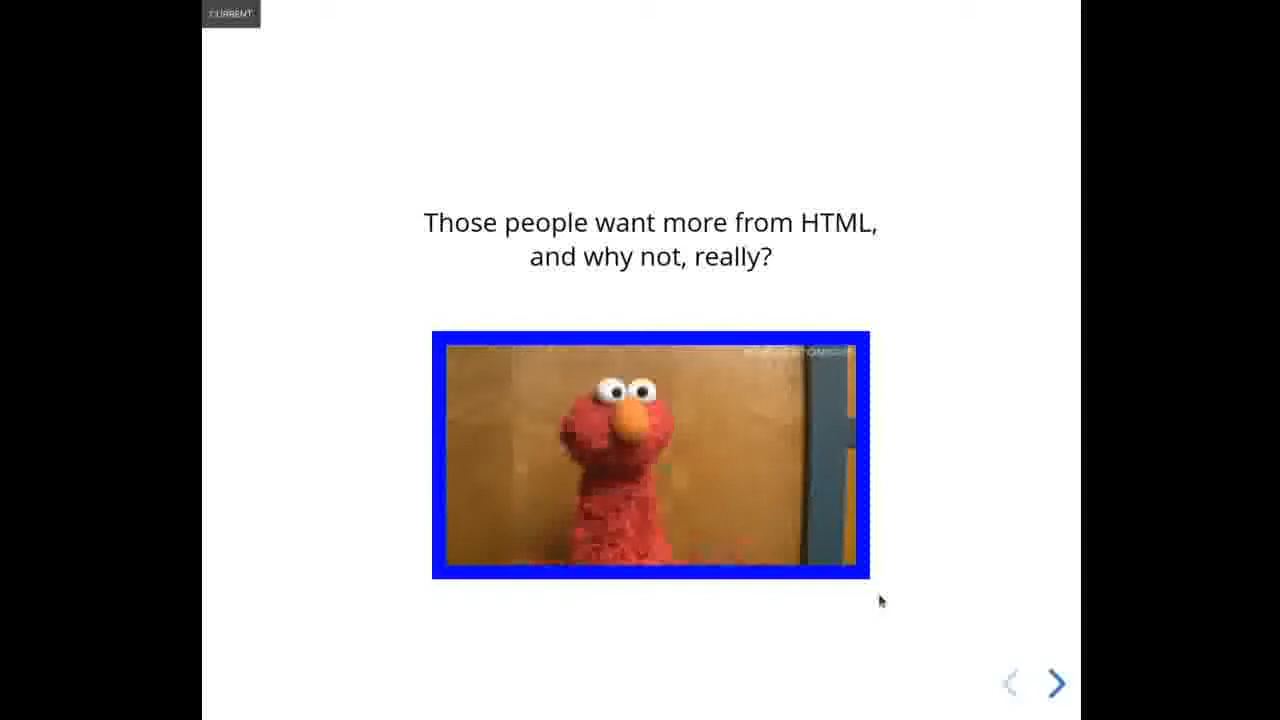 CURRENT
Those people want more from HTML,
and why not, really?